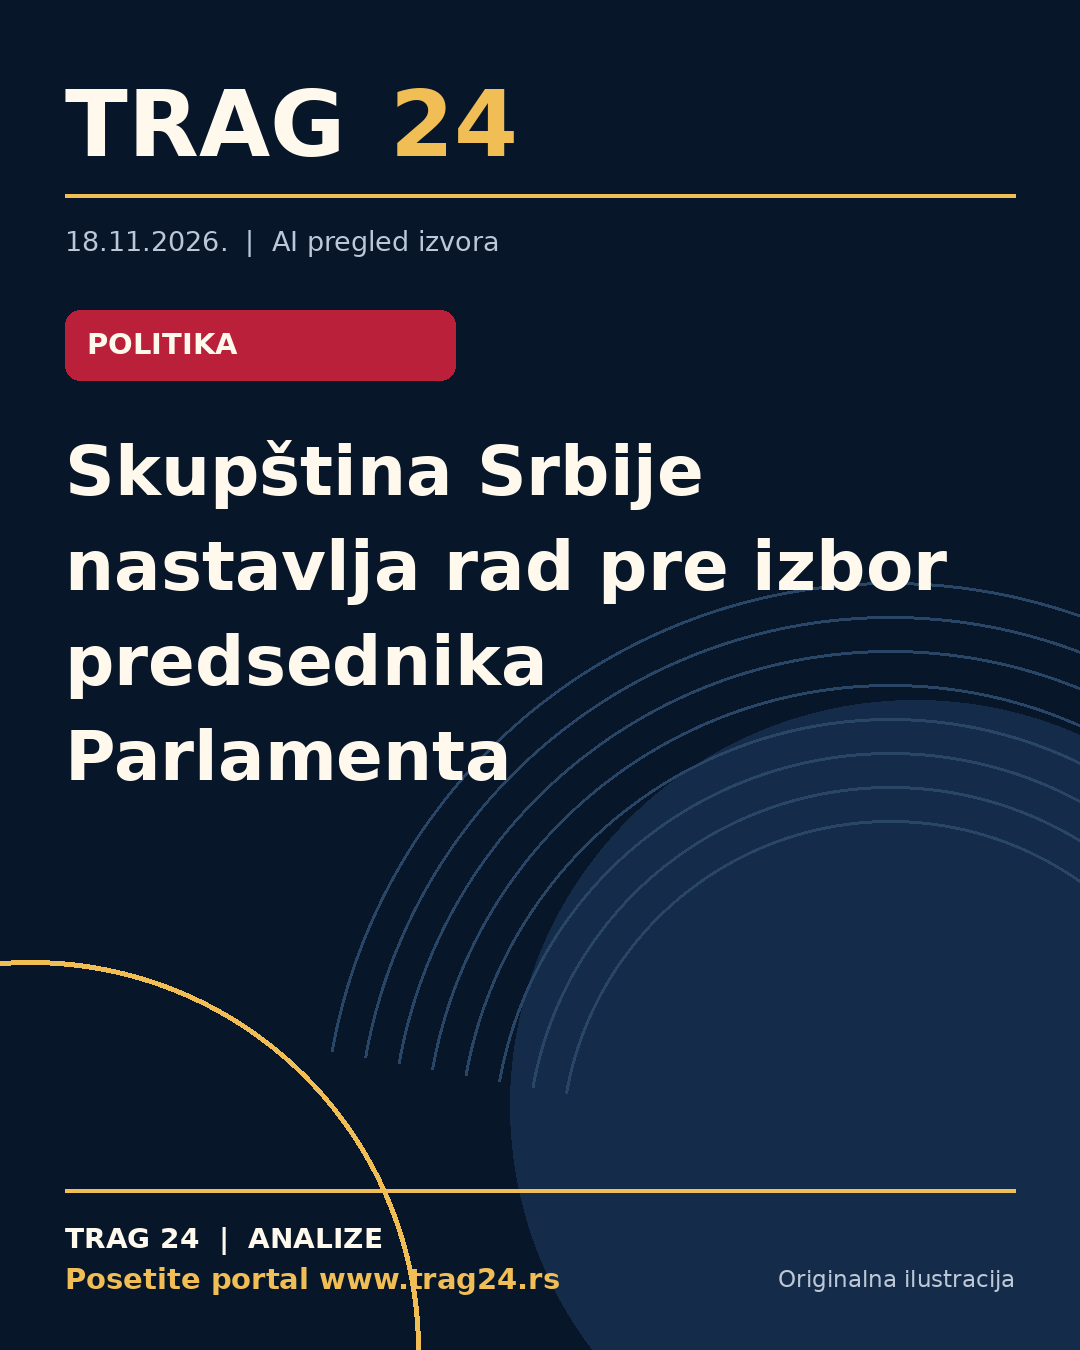 TRAG 24
18.11.2026. | AI pregled izvora
POLITIKA
Skupština Srbije
nastavlja rad pre izbor
predsednika
Parlamenta
TRAG 24 | ANALIZE
Posetite portal www.trag24.rs
Originalna ilustracija